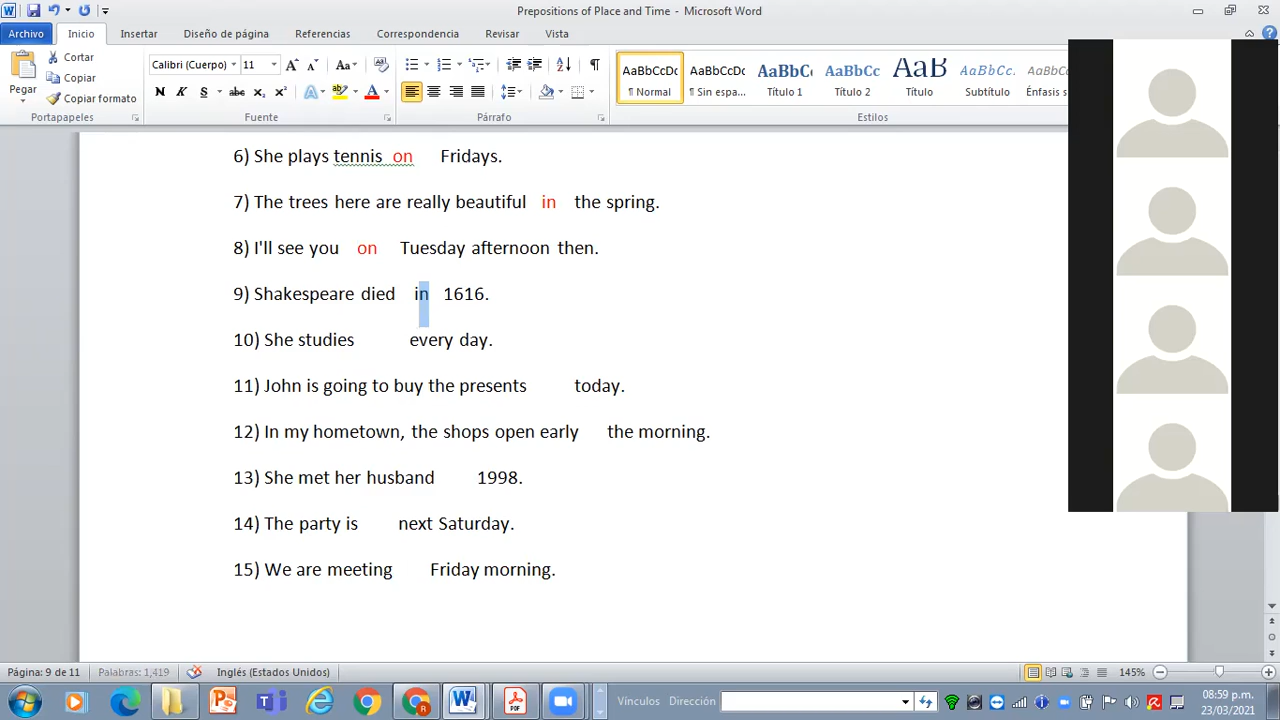 Prepositions of Place and Time - Microsoft Word
Archivo Inicio Insertar Diseño de página Referencias Correspondencia Revisar Vista
Pegar
Cortar
Copiar
Copiar formato
Portapapeles
Calibri (Cuerpo) 11
N K S abc x₂ x²
Fuente
Párrafo
AaBbCcDc
¶ Normal
AaBbCcDc
¶ Sin espa...
AaBbC
Título 1
AaBbCc
Título 2
AaB
Título
AaBbCc.
Subtítulo
AaBbCc
Énfasis s
Estilos
6) She plays tennis on Fridays.
7) The trees here are really beautiful in the spring.
8) I'll see you on Tuesday afternoon then.
9) Shakespeare died in 1616.
10) She studies every day.
11) John is going to buy the presents today.
12) In my hometown, the shops open early the morning.
13) She met her husband 1998.
14) The party is next Saturday.
15) We are meeting Friday morning.
Página: 9 de 11 Palabras: 1,419 Inglés (Estados Unidos) 145%
Vínculos Dirección
08:59 p.m.
23/03/2021